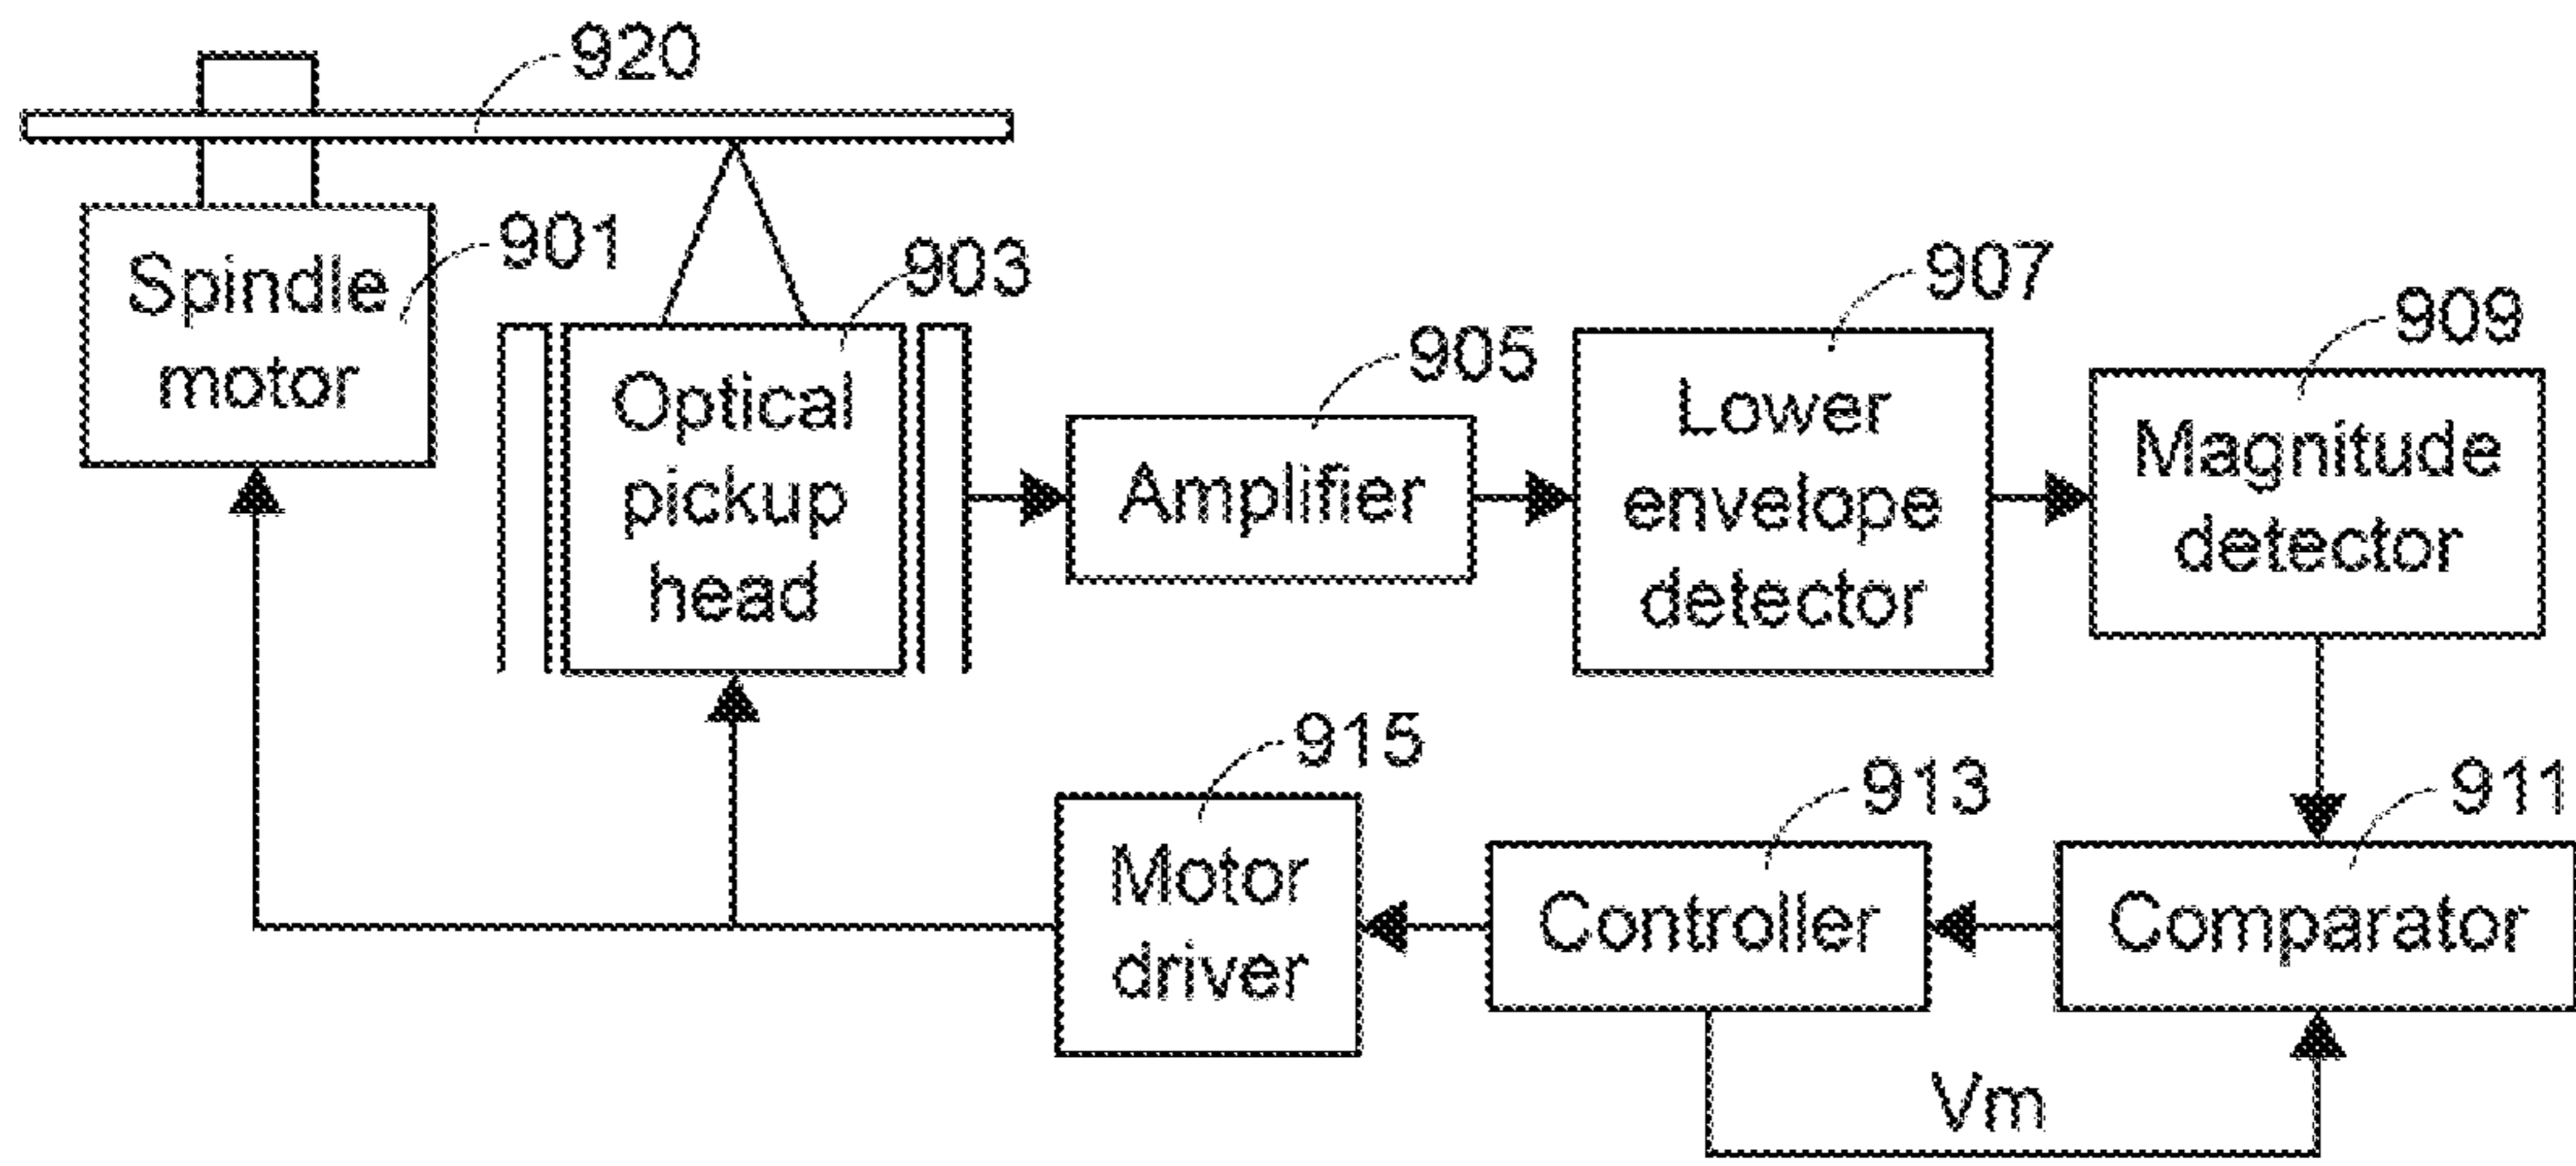 920
Spindle
motor
901
Optical
pickup
head
903
Amplifier
905
Lower
envelope
detector
907
Magnitude
detector
909
Motor
driver
915
Controller
913
Comparator
911
Vm